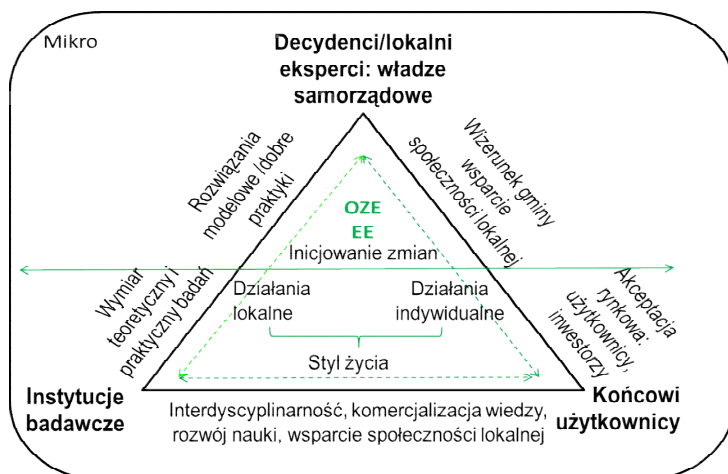 Mikro
Decydenci/lokalni
eksperci: władze
samorządowe
Rozwiązania
modelowe /dobre
praktyki
Wizerunek gminy
wsparcie
społeczności lokalnej
OZE
EE
Inicjowanie zmian
Wymiar
teoretyczny i
praktyczny badań
Działania
lokalne
Działania
indywidualne
Akceptacja
rynkowa:
użytkownicy,
inwestorzy
Styl życia
Instytucje
badawcze
Interdyscyplinarność, komercjalizacja wiedzy,
rozwój nauki, wsparcie społeczności lokalnej
Końcowi
użytkownicy